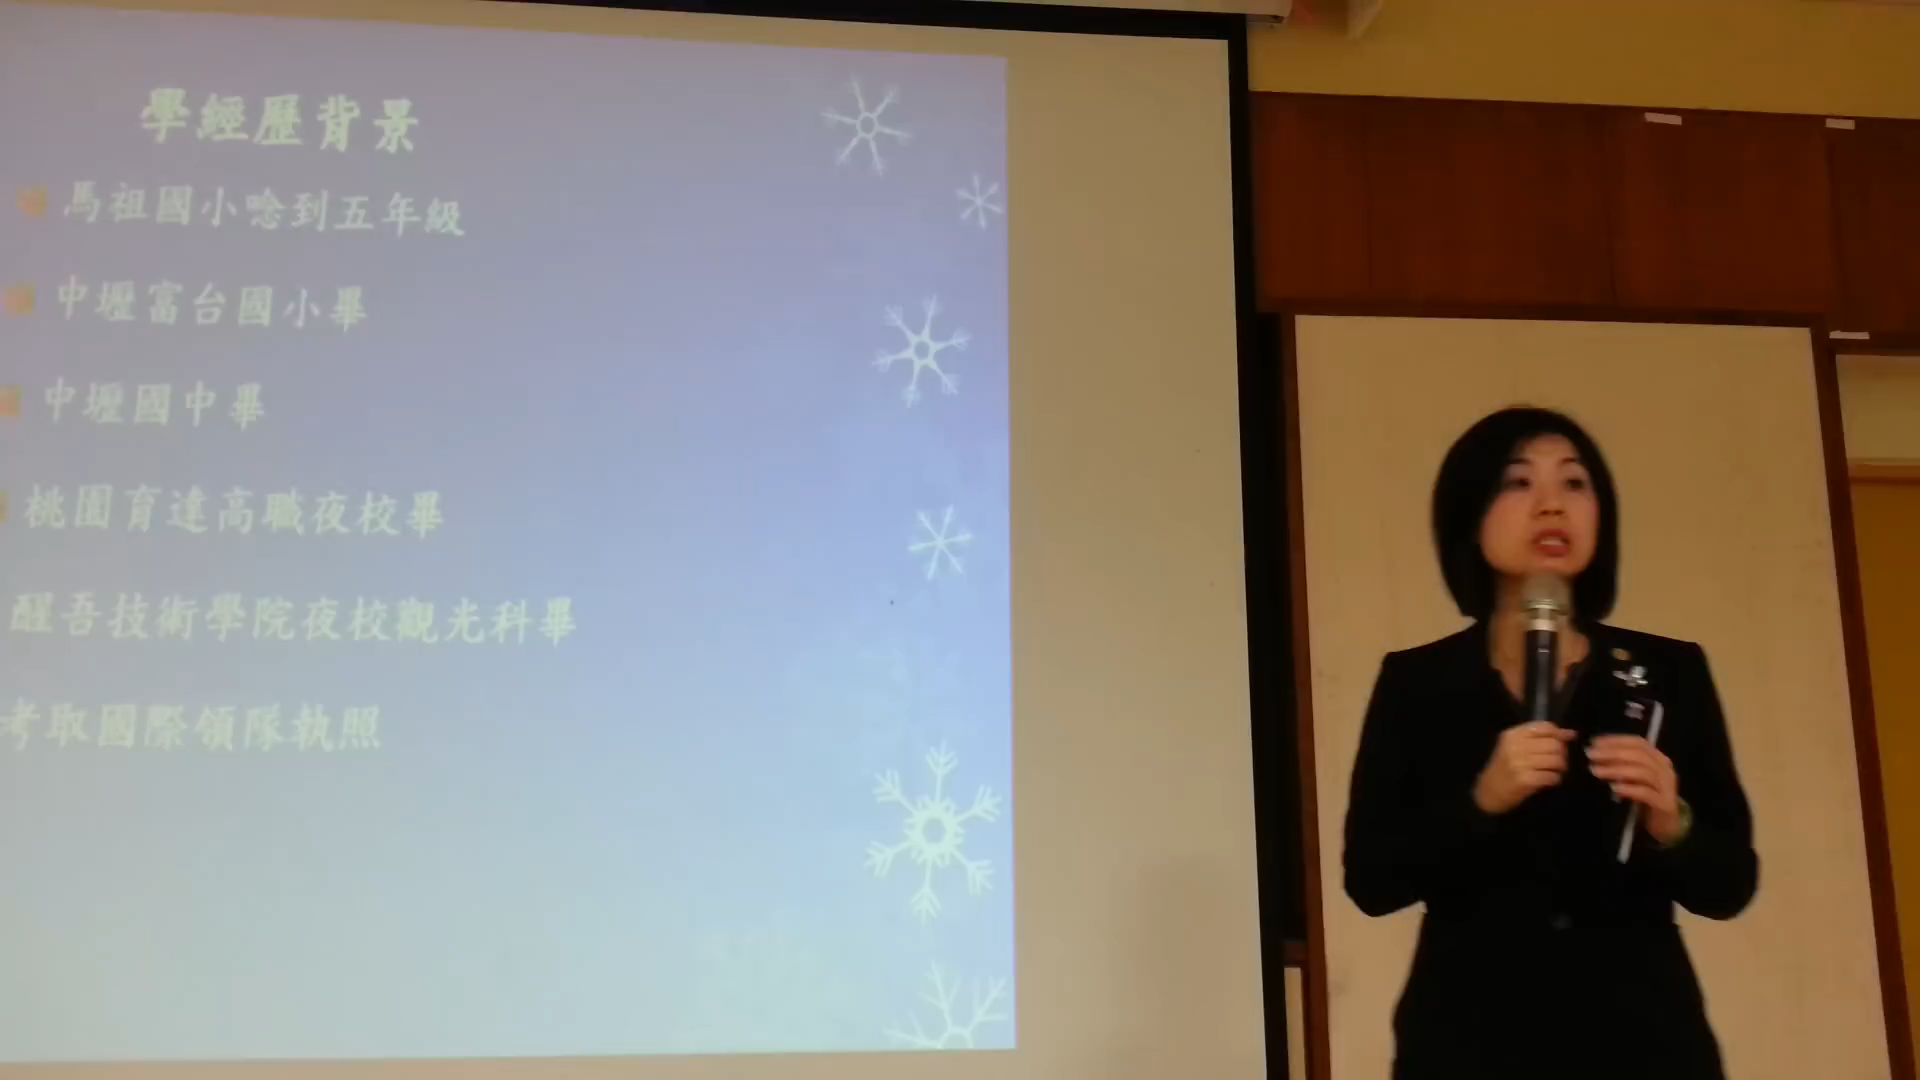 學經歷背景
馬祖國小唸到五年級
中壢富台國小畢
中壢國中畢
桃園育達高職夜校畢
醒吾技術學院夜校觀光科畢
考取國際領隊執照